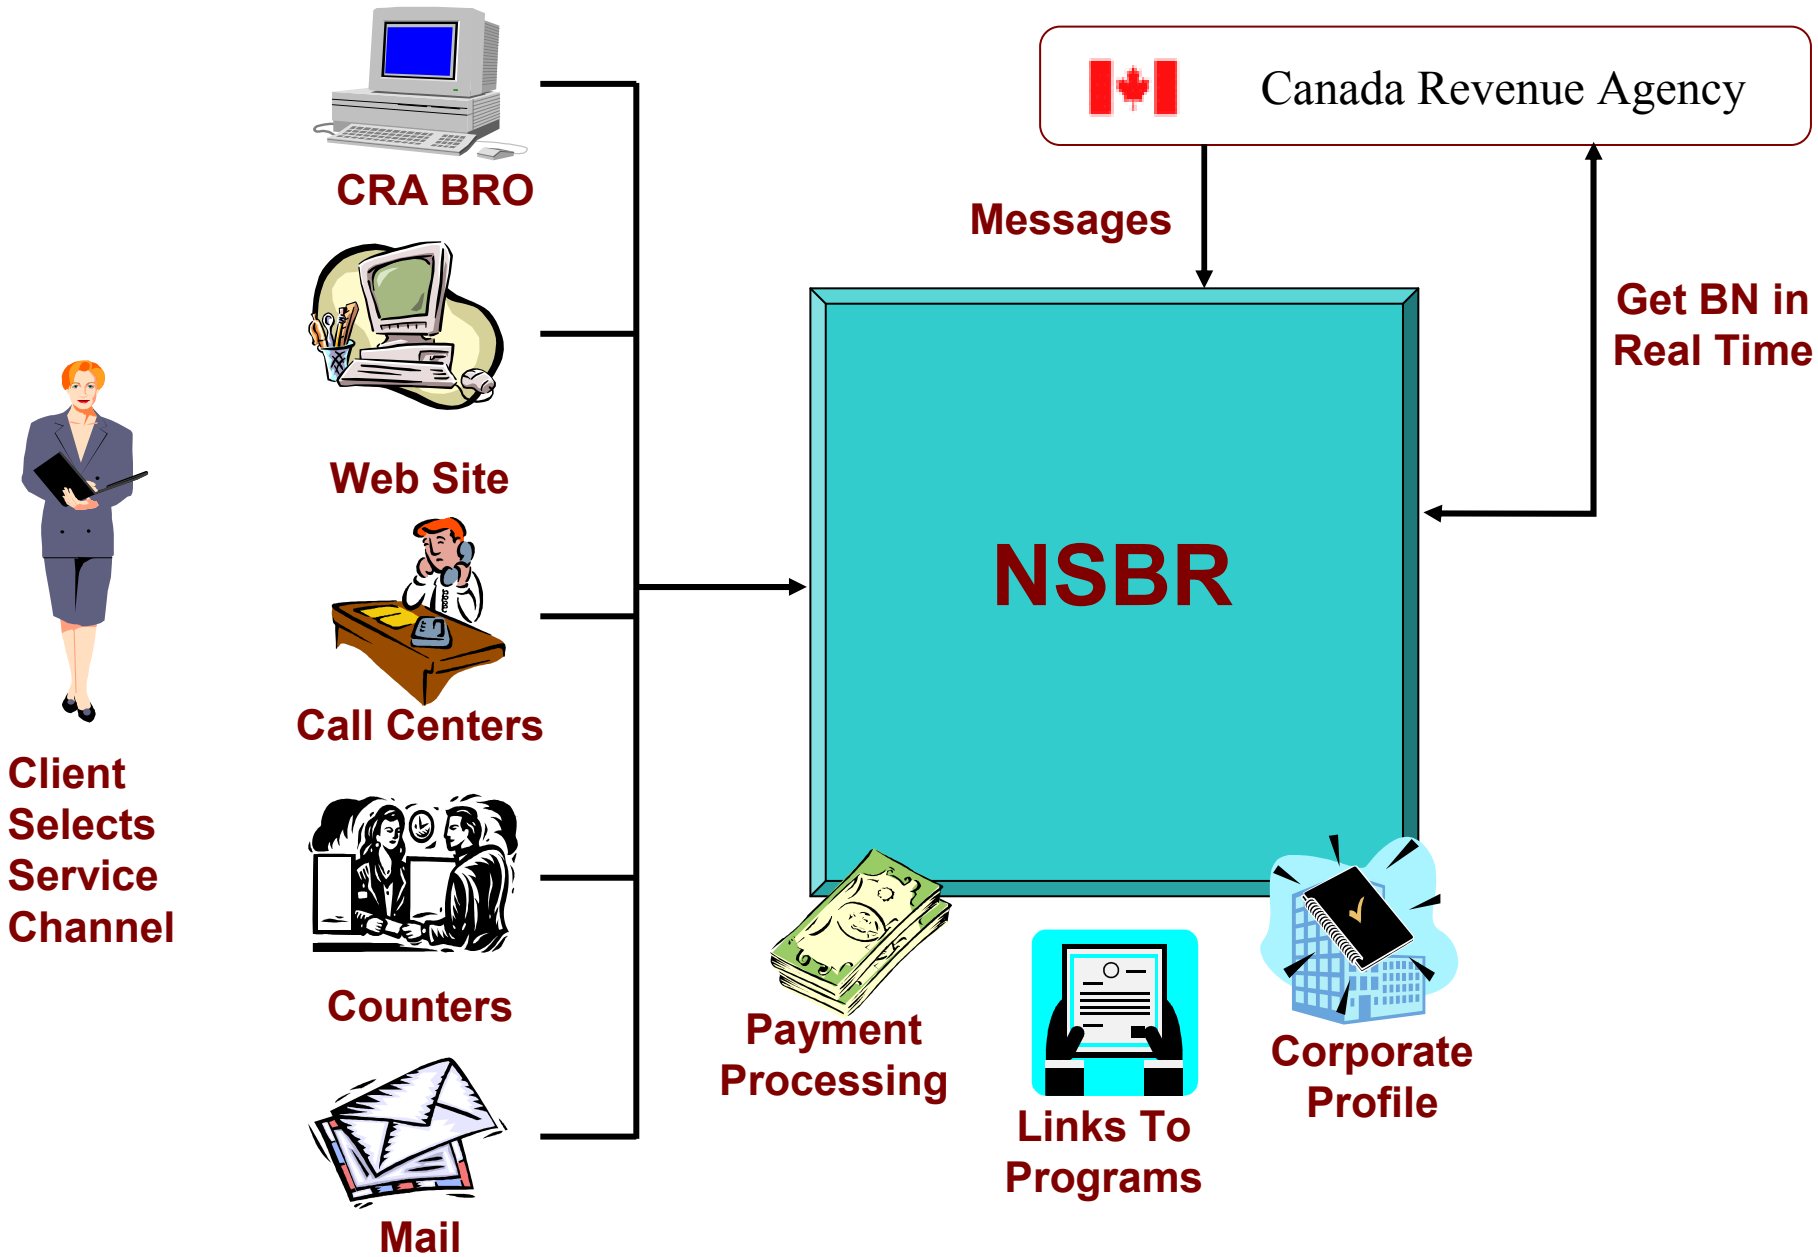 Canada Revenue Agency
CRA BRO
Messages
Get BN in
Real Time
Web Site
NSBR
Call Centers
Client
Selects
Service
Channel
Counters
Payment
Processing
Links To
Programs
Corporate
Profile
Mail